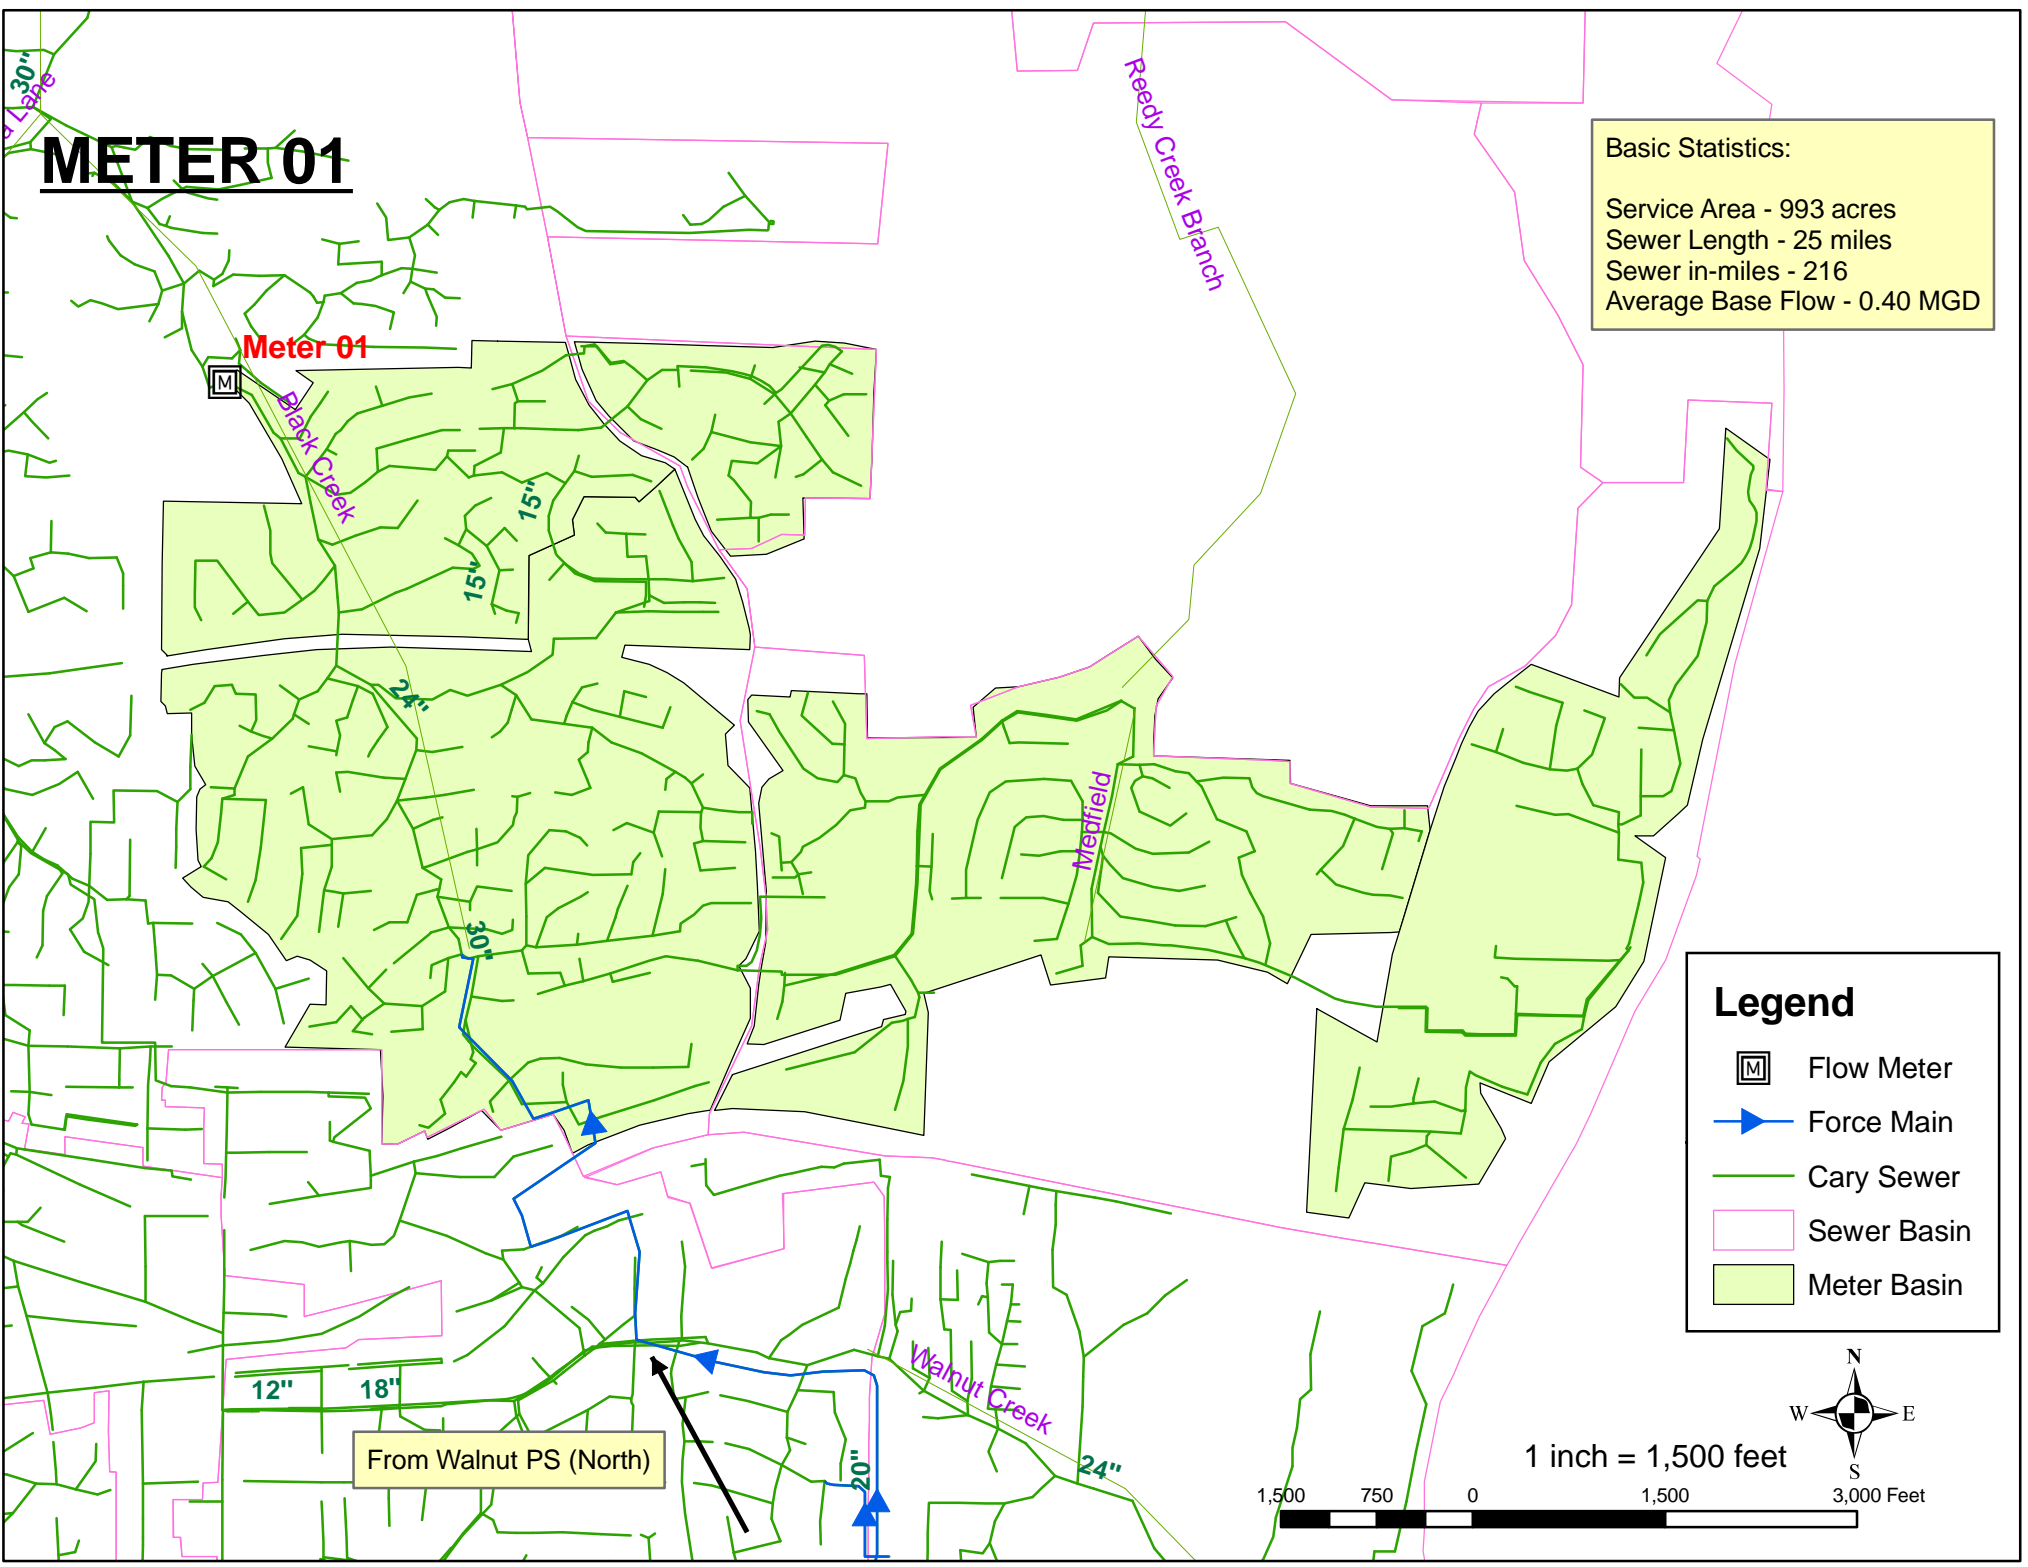 30"
a Lane
METER 01
Reedy Creek Branch
Basic Statistics:
Service Area - 993 acres
Sewer Length - 25 miles
Sewer in-miles - 216
Average Base Flow - 0.40 MGD
Meter 01
M
Black Creek
15"
15"
24"
Medfield
30"
Legend
M Flow Meter
Force Main
Cary Sewer
Sewer Basin
Meter Basin
Walnut Creek
12"
18"
From Walnut PS (North)
20"
24"
1 inch = 1,500 feet
N
W E
S
1,500 750 0 1,500 3,000 Feet